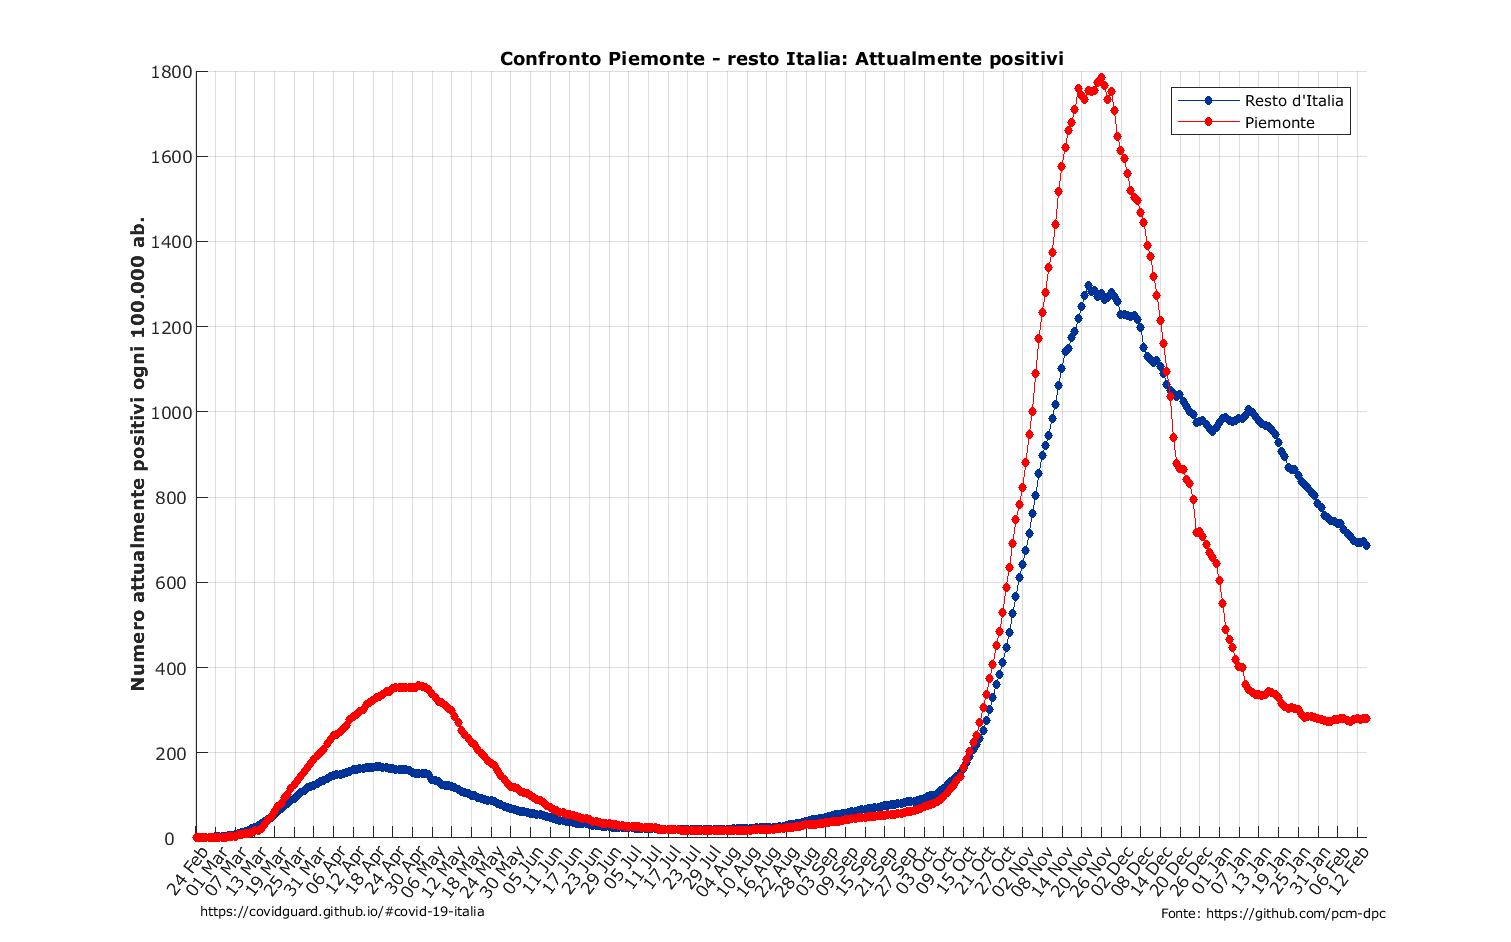 Confronto Piemonte - resto Italia: Attualmente positivi
Numero attualmente positivi ogni 100.000 ab.
1800
1600
1400
1200
1000
800
600
400
200
0
Resto d'Italia
Piemonte
24 Feb
01 Mar
07 Mar
13 Mar
19 Mar
25 Mar
31 Mar
06 Apr
12 Apr
18 Apr
24 Apr
30 Apr
06 May
12 May
18 May
24 May
30 May
05 Jun
11 Jun
17 Jun
23 Jun
29 Jun
05 Jul
11 Jul
17 Jul
23 Jul
29 Jul
04 Aug
10 Aug
16 Aug
22 Aug
28 Aug
03 Sep
09 Sep
15 Sep
21 Sep
27 Sep
03 Oct
09 Oct
15 Oct
21 Oct
27 Oct
02 Nov
08 Nov
14 Nov
20 Nov
26 Nov
02 Dec
08 Dec
14 Dec
20 Dec
26 Dec
01 Jan
07 Jan
13 Jan
19 Jan
25 Jan
31 Jan
06 Feb
12 Feb
https://covidguard.github.io/#covid-19-italia
Fonte: https://github.com/pcm-dpc